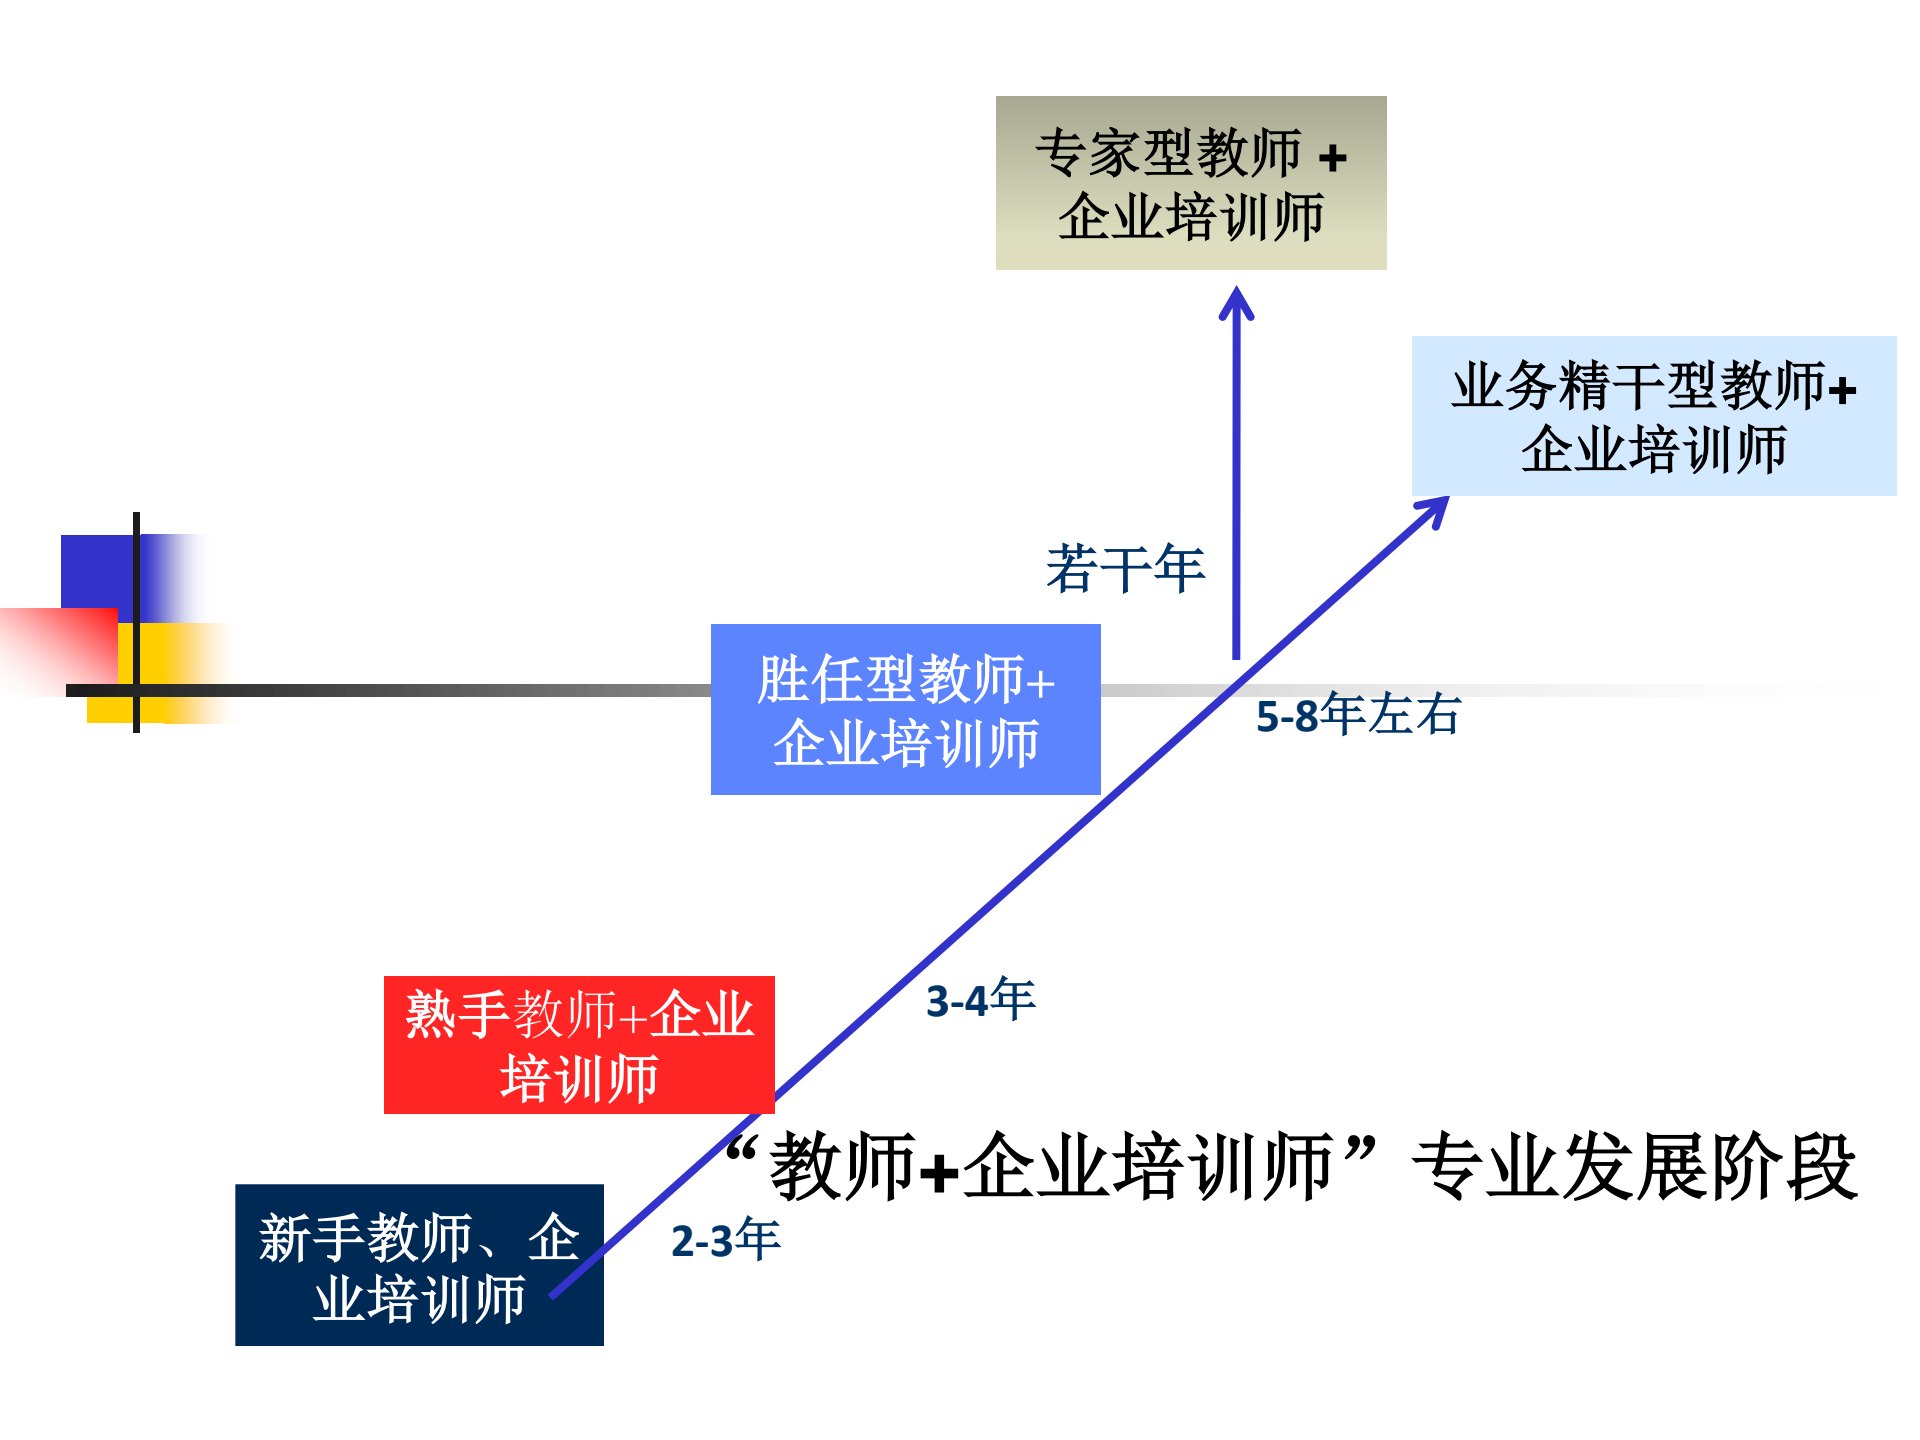 专家型教师 +
企业培训师
业务精干型教师+
企业培训师
若干年
胜任型教师+
企业培训师
5-8年左右
熟手教师+企业
培训师
3-4年
“教师+企业培训师”专业发展阶段
新手教师、企
业培训师
2-3年